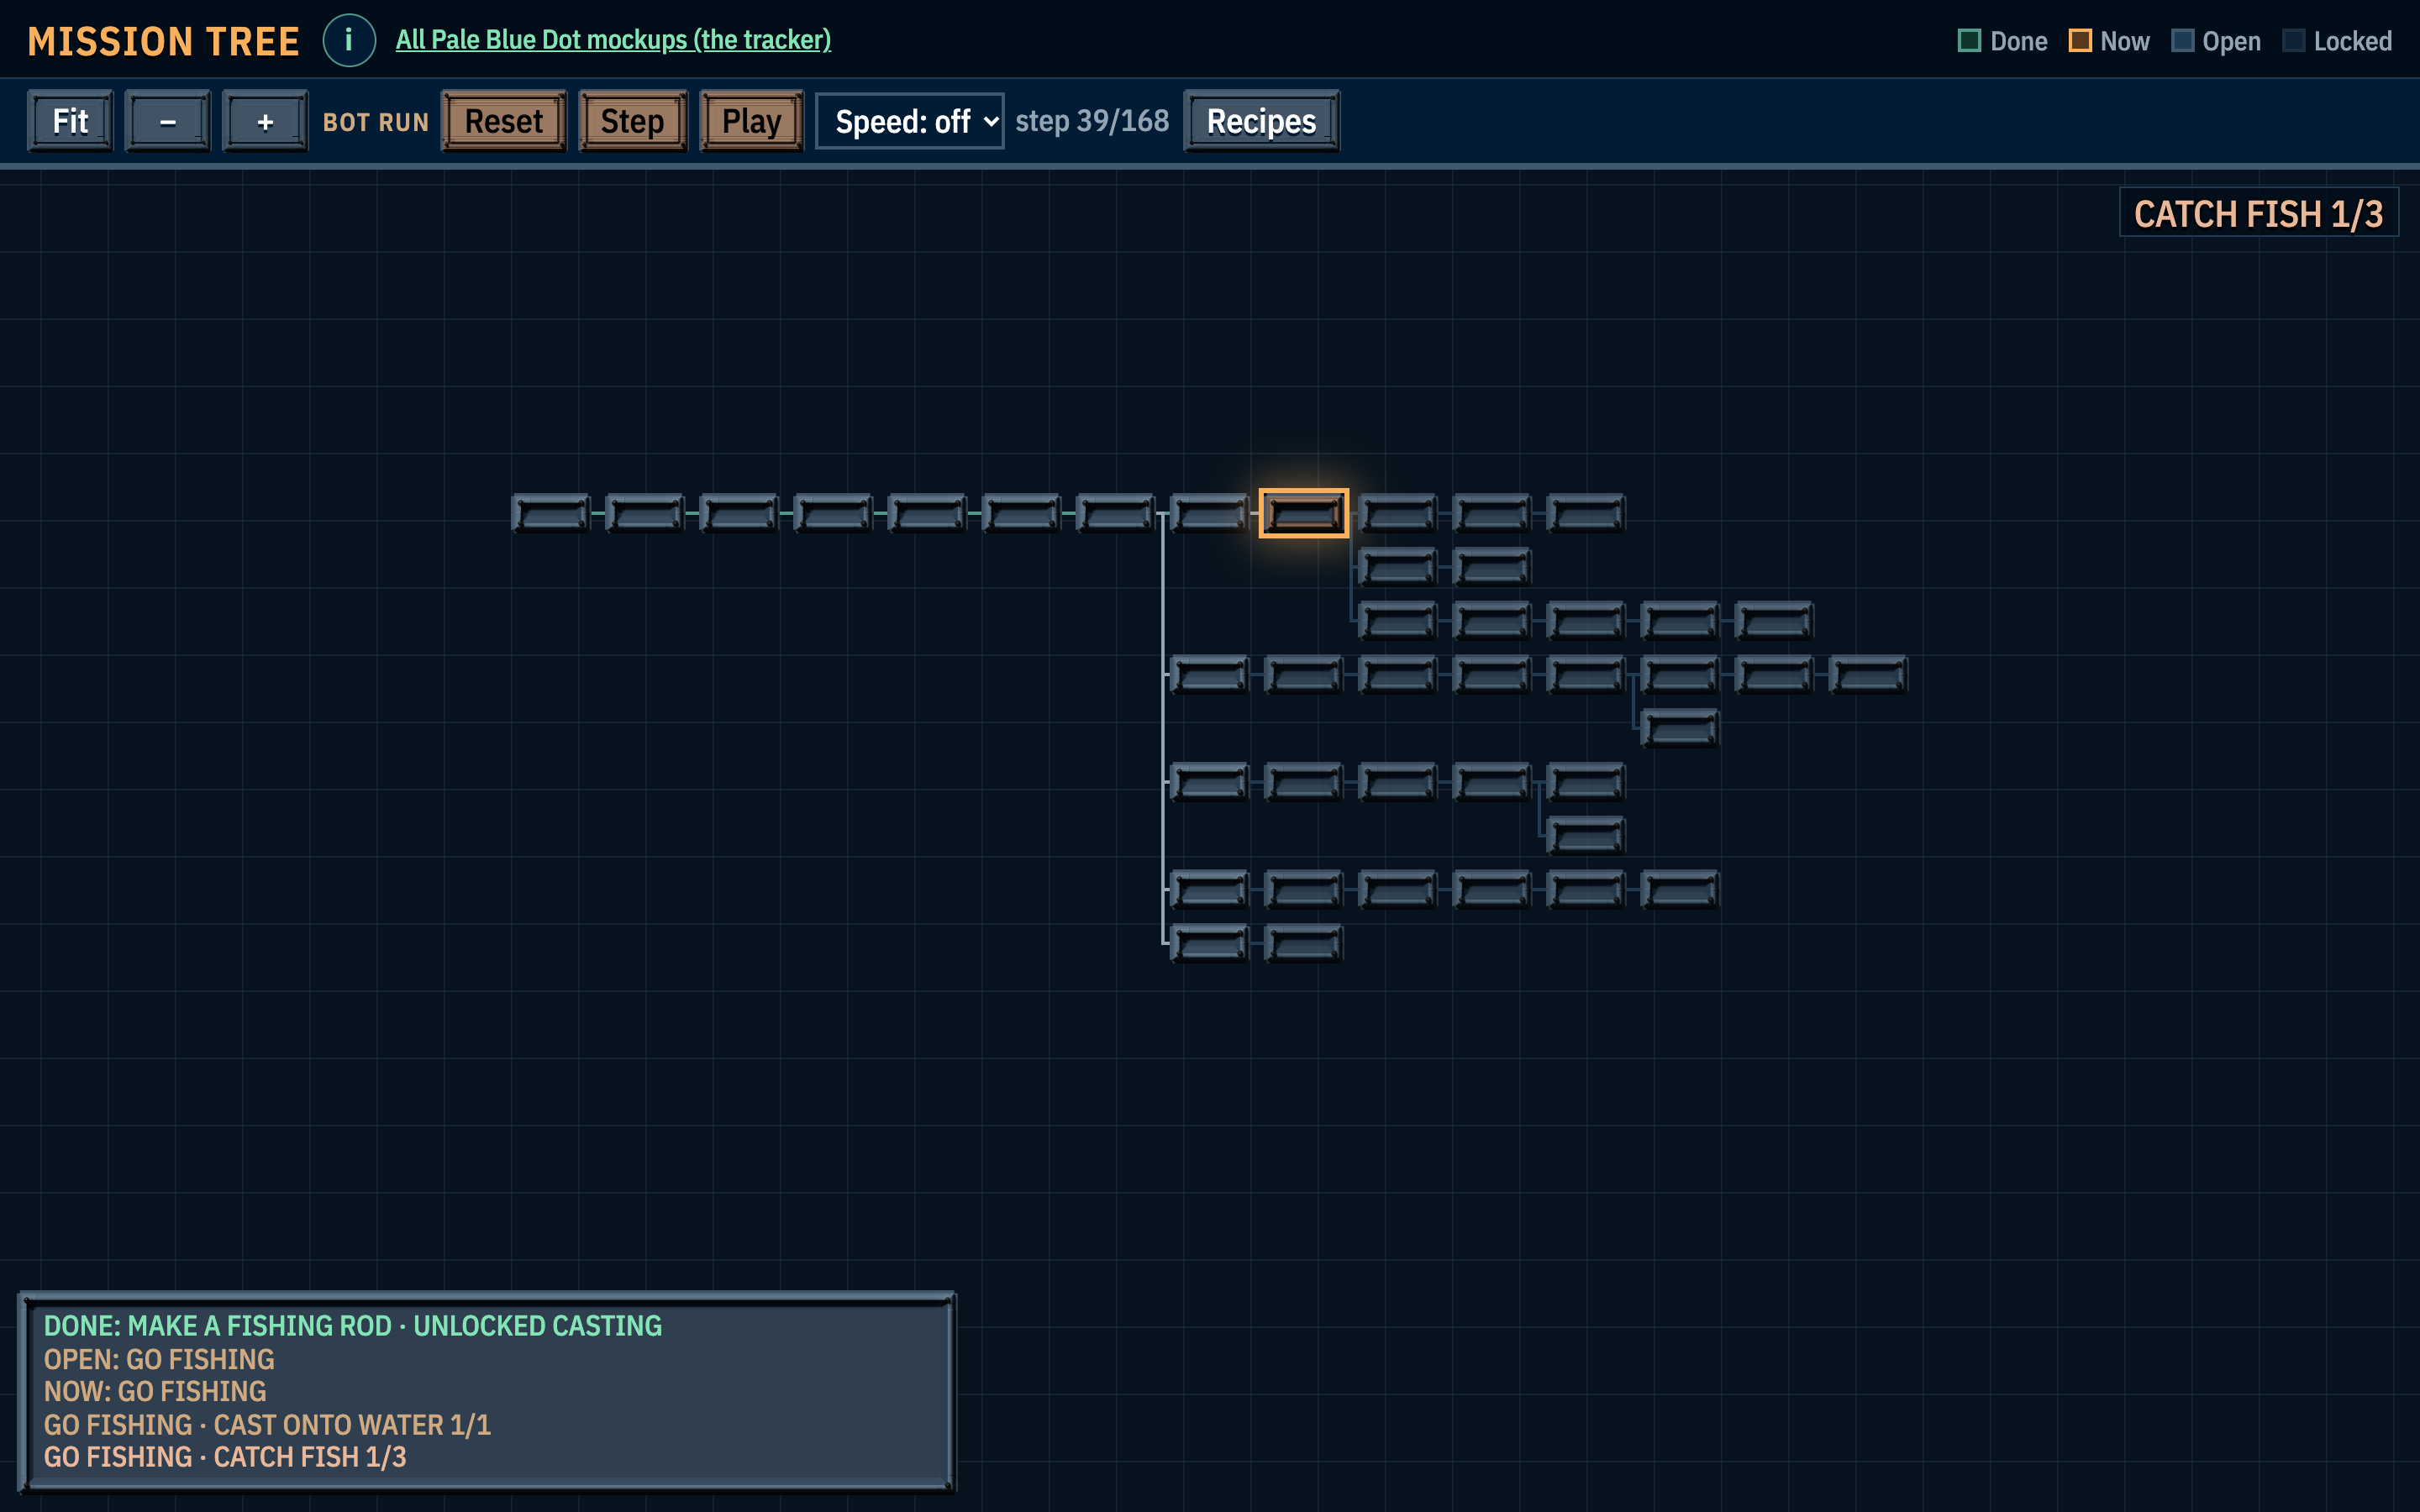 MISSION TREE i All Pale Blue Dot mockups (the tracker) Done Now Open Locked
Fit − + BOT RUN Reset Step Play Speed: off step 39/168 Recipes
CATCH FISH 1/3
DONE: MAKE A FISHING ROD · UNLOCKED CASTING
OPEN: GO FISHING
NOW: GO FISHING
GO FISHING · CAST ONTO WATER 1/1
GO FISHING · CATCH FISH 1/3